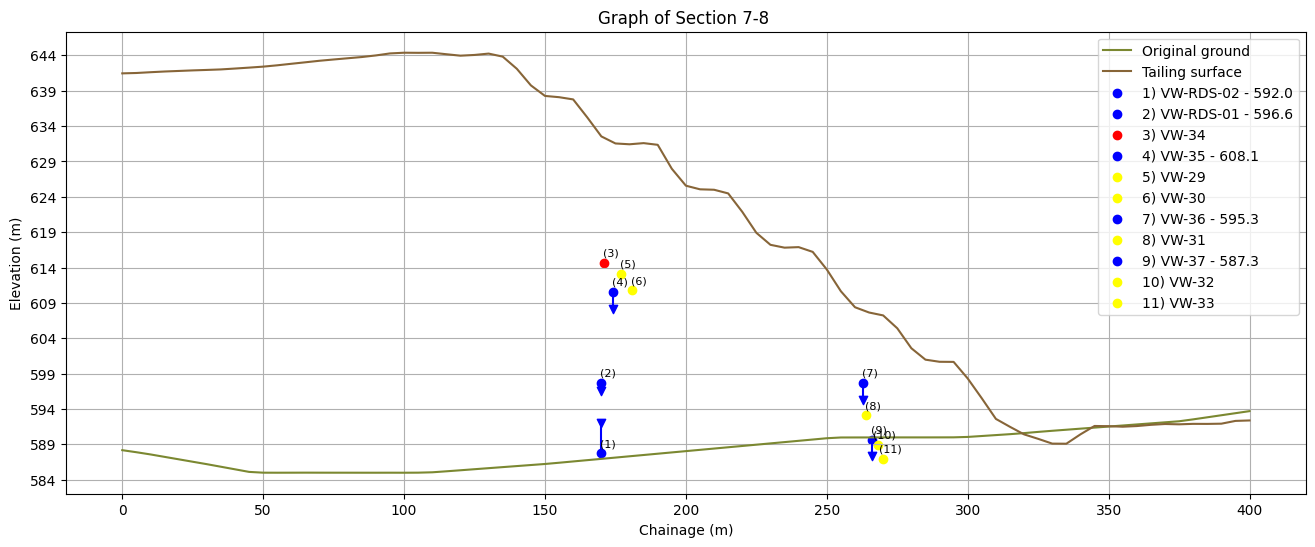 Graph of Section 7-8
Elevation (m)
644
639
634
629
624
619
614
609
604
599
594
589
584
Original ground
Tailing surface
1) VW-RDS-02 - 592.0
2) VW-RDS-01 - 596.6
3) VW-34
4) VW-35 - 608.1
5) VW-29
6) VW-30
7) VW-36 - 595.3
8) VW-31
9) VW-37 - 587.3
10) VW-32
11) VW-33
(3)
(5)
(4)
(6)
(2)
(7)
(8)
(9)
(10)
(1)
(11)
0 50 100 150 200 250 300 350 400
Chainage (m)